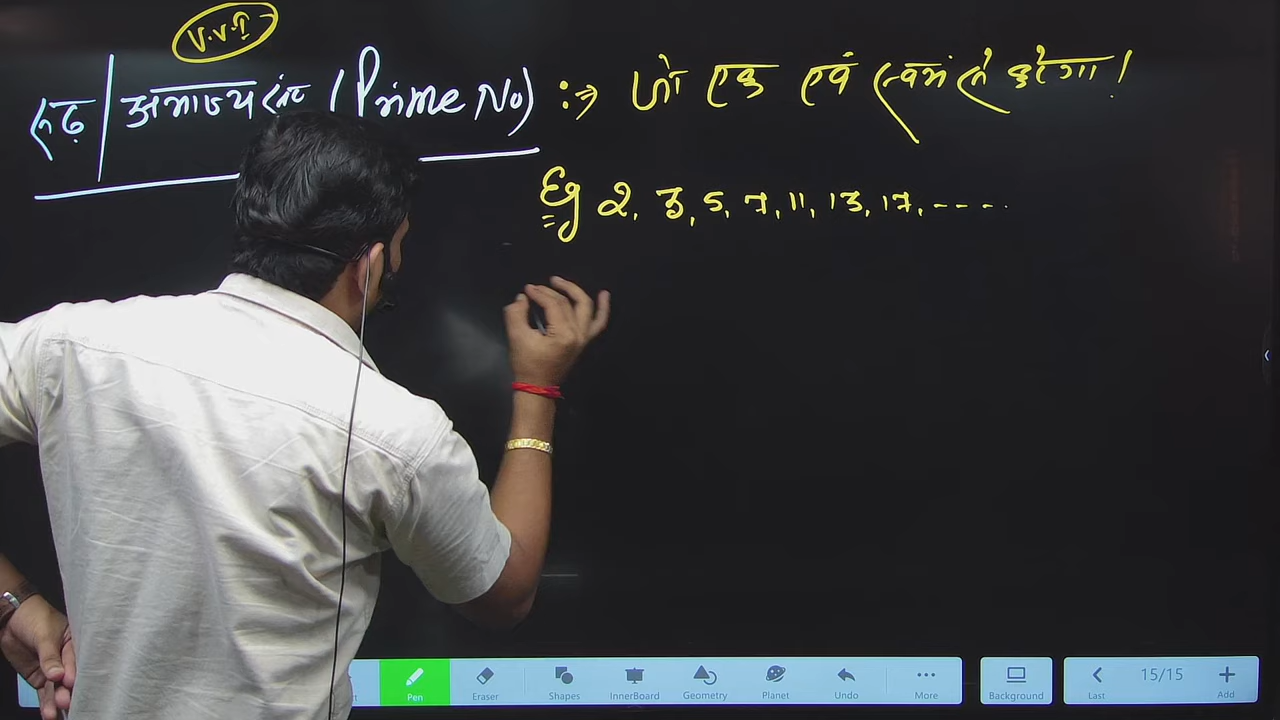 V.V.I
रूढ़ | अभाज्य सं० (Prime No) :⇒ जो एक एवं स्वयं से कटेगा!
Eg 2, 3, 5, 7, 11, 13, 17, ----
Pen Eraser Shapes InnerBoard Geometry Planet Undo More Background Last 15/15 Add